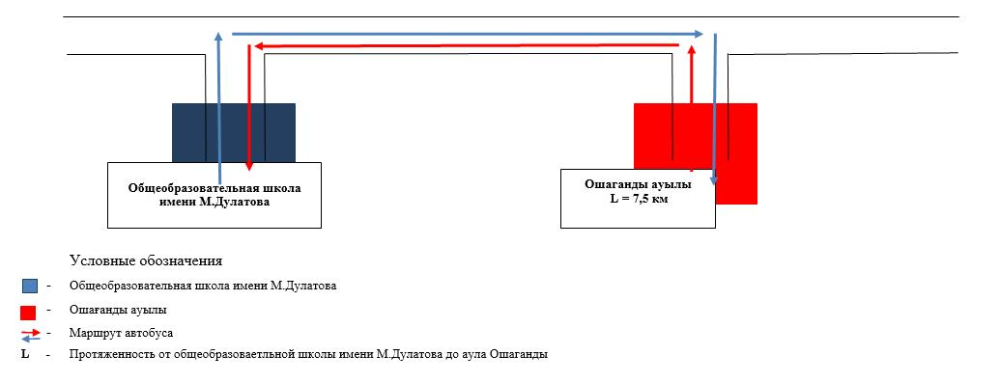 Общеобразовательная школа
имени М.Дулатова
Ошаганды ауылы
L = 7,5 км
Условные обозначения
- Общеобразовательная школа имени М.Дулатова
- Ошағанды ауылы
- Маршрут автобуса
L - Протяженность от общеобразоваетльной школы имени М.Дулатова до аула Ошаганды